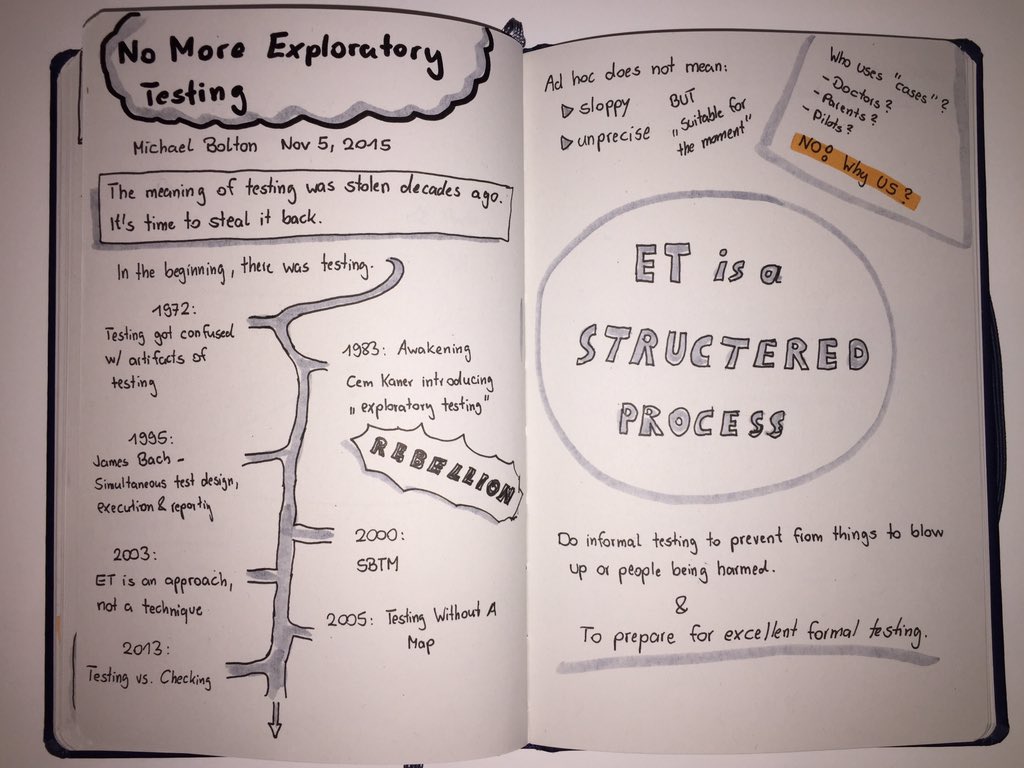 No More Exploratory
Testing
Michael Bolton Nov 5, 2015
The meaning of testing was stolen decades ago.
It's time to steal it back.
In the beginning, there was testing.
1972:
Testing got confused
w/ artifacts of
testing
1983: Awakening
Cem Kaner introducing
„exploratory testing"
REBELLION
1995:
James Bach -
Simultaneous test design,
execution & reporting
2000:
SBTM
2003:
ET is an approach,
not a technique
2005: Testing Without A
Map
2013:
Testing vs. Checking
Ad hoc does not mean:
▷ sloppy
▷ unprecise
BUT
„Suitable for
the moment"
Who uses "cases"?
- Doctors?
- Parents?
- Pilots?
NO! Why US?
ET is a
STRUCTERED
PROCESS
Do informal testing to prevent from things to blow
up or people being harmed.
&
To prepare for excellent formal testing.